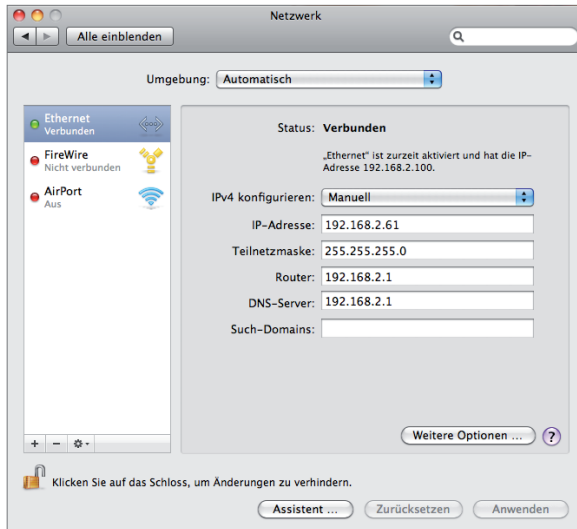 Netzwerk
Alle einblenden
Umgebung: Automatisch
Ethernet
Verbunden
FireWire
Nicht verbunden
AirPort
Aus
Status: Verbunden
„Ethernet" ist zurzeit aktiviert und hat die IP-
Adresse 192.168.2.100.
IPv4 konfigurieren: Manuell
IP-Adresse: 192.168.2.61
Teilnetzmaske: 255.255.255.0
Router: 192.168.2.1
DNS-Server: 192.168.2.1
Such-Domains:
Weitere Optionen ... ?
Klicken Sie auf das Schloss, um Änderungen zu verhindern.
Assistent ... Zurücksetzen Anwenden